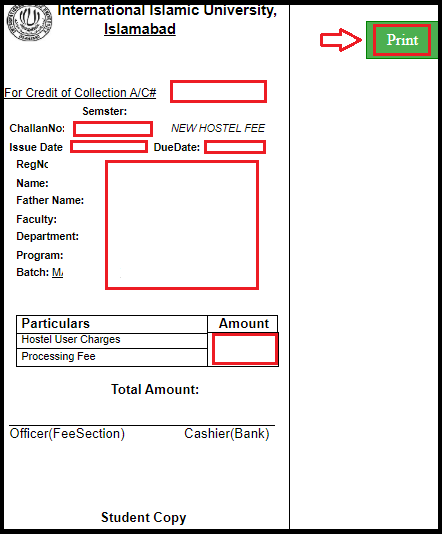 International Islamic University,
Islamabad
Print
For Credit of Collection A/C#
Semster:
ChallanNo: NEW HOSTEL FEE
Issue Date DueDate:
RegNo
Name:
Father Name:
Faculty:
Department:
Program:
Batch:
Particulars Amount
Hostel User Charges
Processing Fee
Total Amount:
Officer(FeeSection) Cashier(Bank)
Student Copy